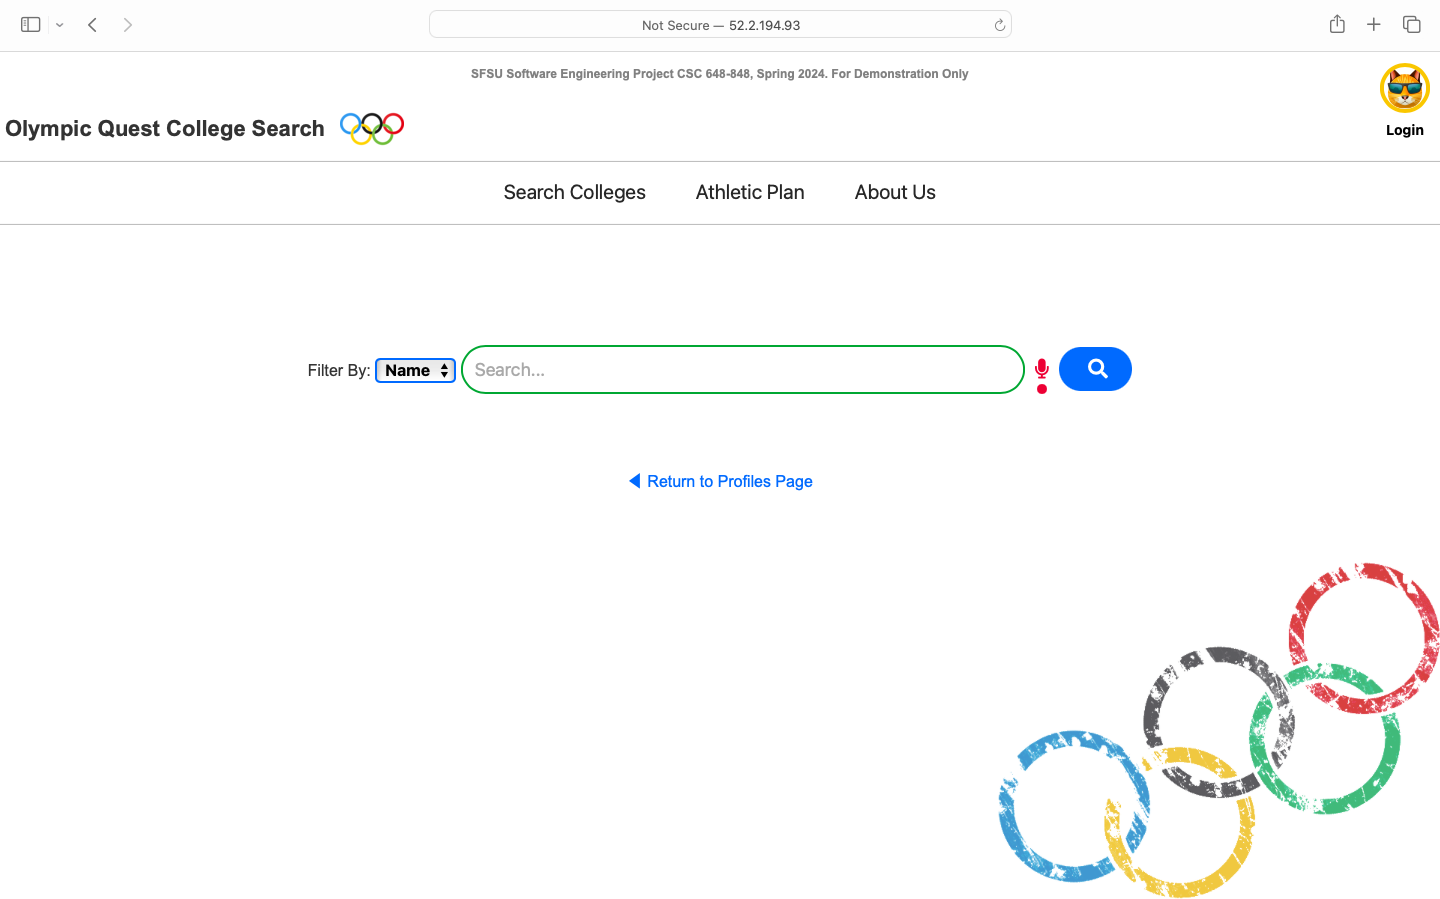 Not Secure — 52.2.194.93
SFSU Software Engineering Project CSC 648-848, Spring 2024. For Demonstration Only
Olympic Quest College Search
Login
Search Colleges
Athletic Plan
About Us
Filter By: Name Search...
Return to Profiles Page